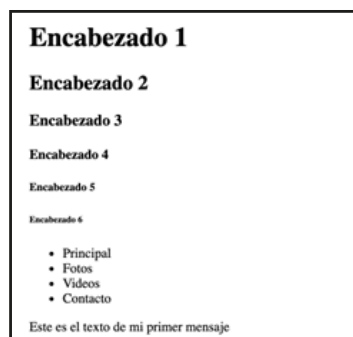 Encabezado 1
Encabezado 2
Encabezado 3
Encabezado 4
Encabezado 5
Encabezado 6
Principal
Fotos
Videos
Contacto
Este es el texto de mi primer mensaje